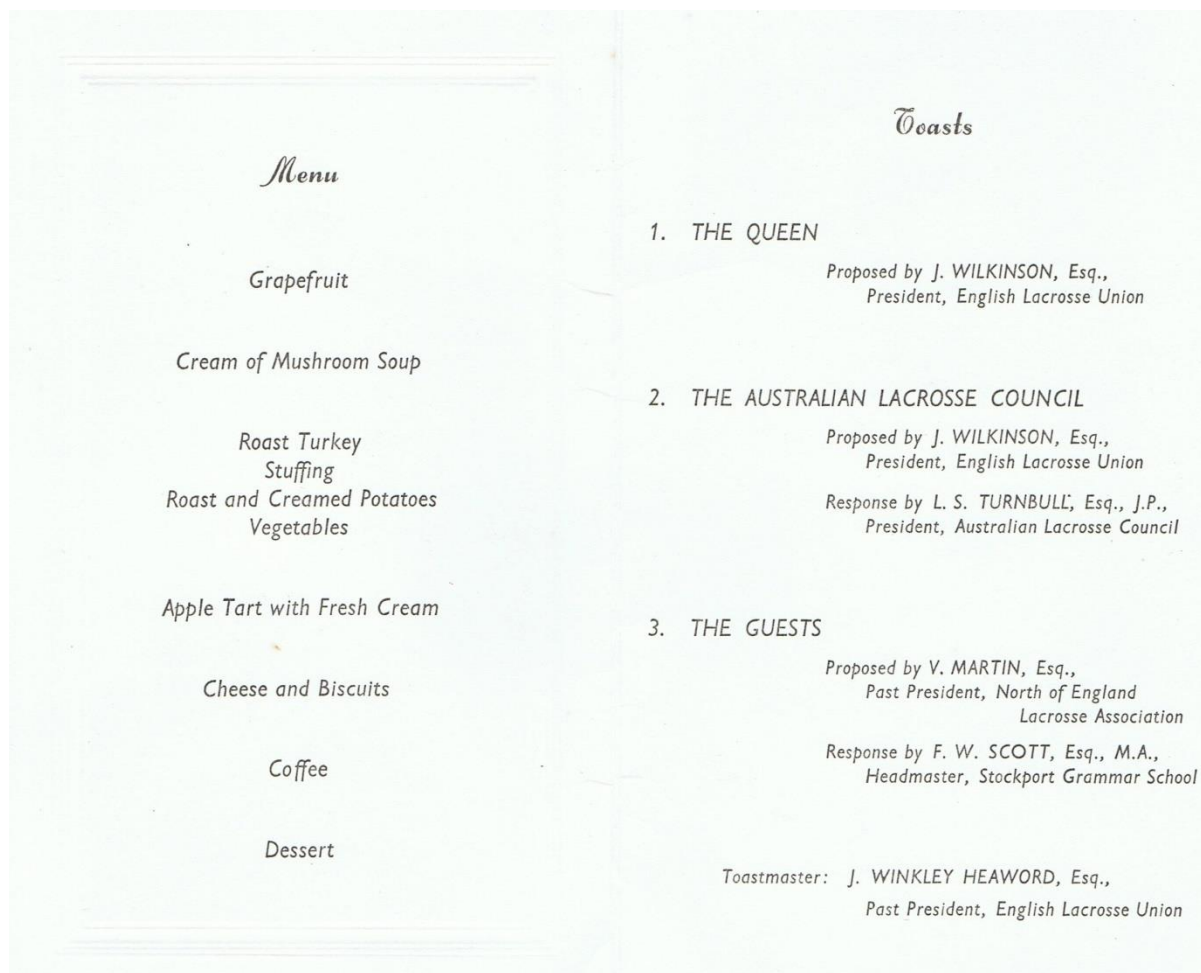 Menu
Grapefruit
Cream of Mushroom Soup
Roast Turkey
Stuffing
Roast and Creamed Potatoes
Vegetables
Apple Tart with Fresh Cream
Cheese and Biscuits
Coffee
Dessert
Toasts
1. THE QUEEN
Proposed by J. WILKINSON, Esq.,
President, English Lacrosse Union
2. THE AUSTRALIAN LACROSSE COUNCIL
Proposed by J. WILKINSON, Esq.,
President, English Lacrosse Union
Response by L. S. TURNBULL, Esq., J.P.,
President, Australian Lacrosse Council
3. THE GUESTS
Proposed by V. MARTIN, Esq.,
Past President, North of England
Lacrosse Association
Response by F. W. SCOTT, Esq., M.A.,
Headmaster, Stockport Grammar School
Toastmaster: J. WINKLEY HEAWORD, Esq.,
Past President, English Lacrosse Union